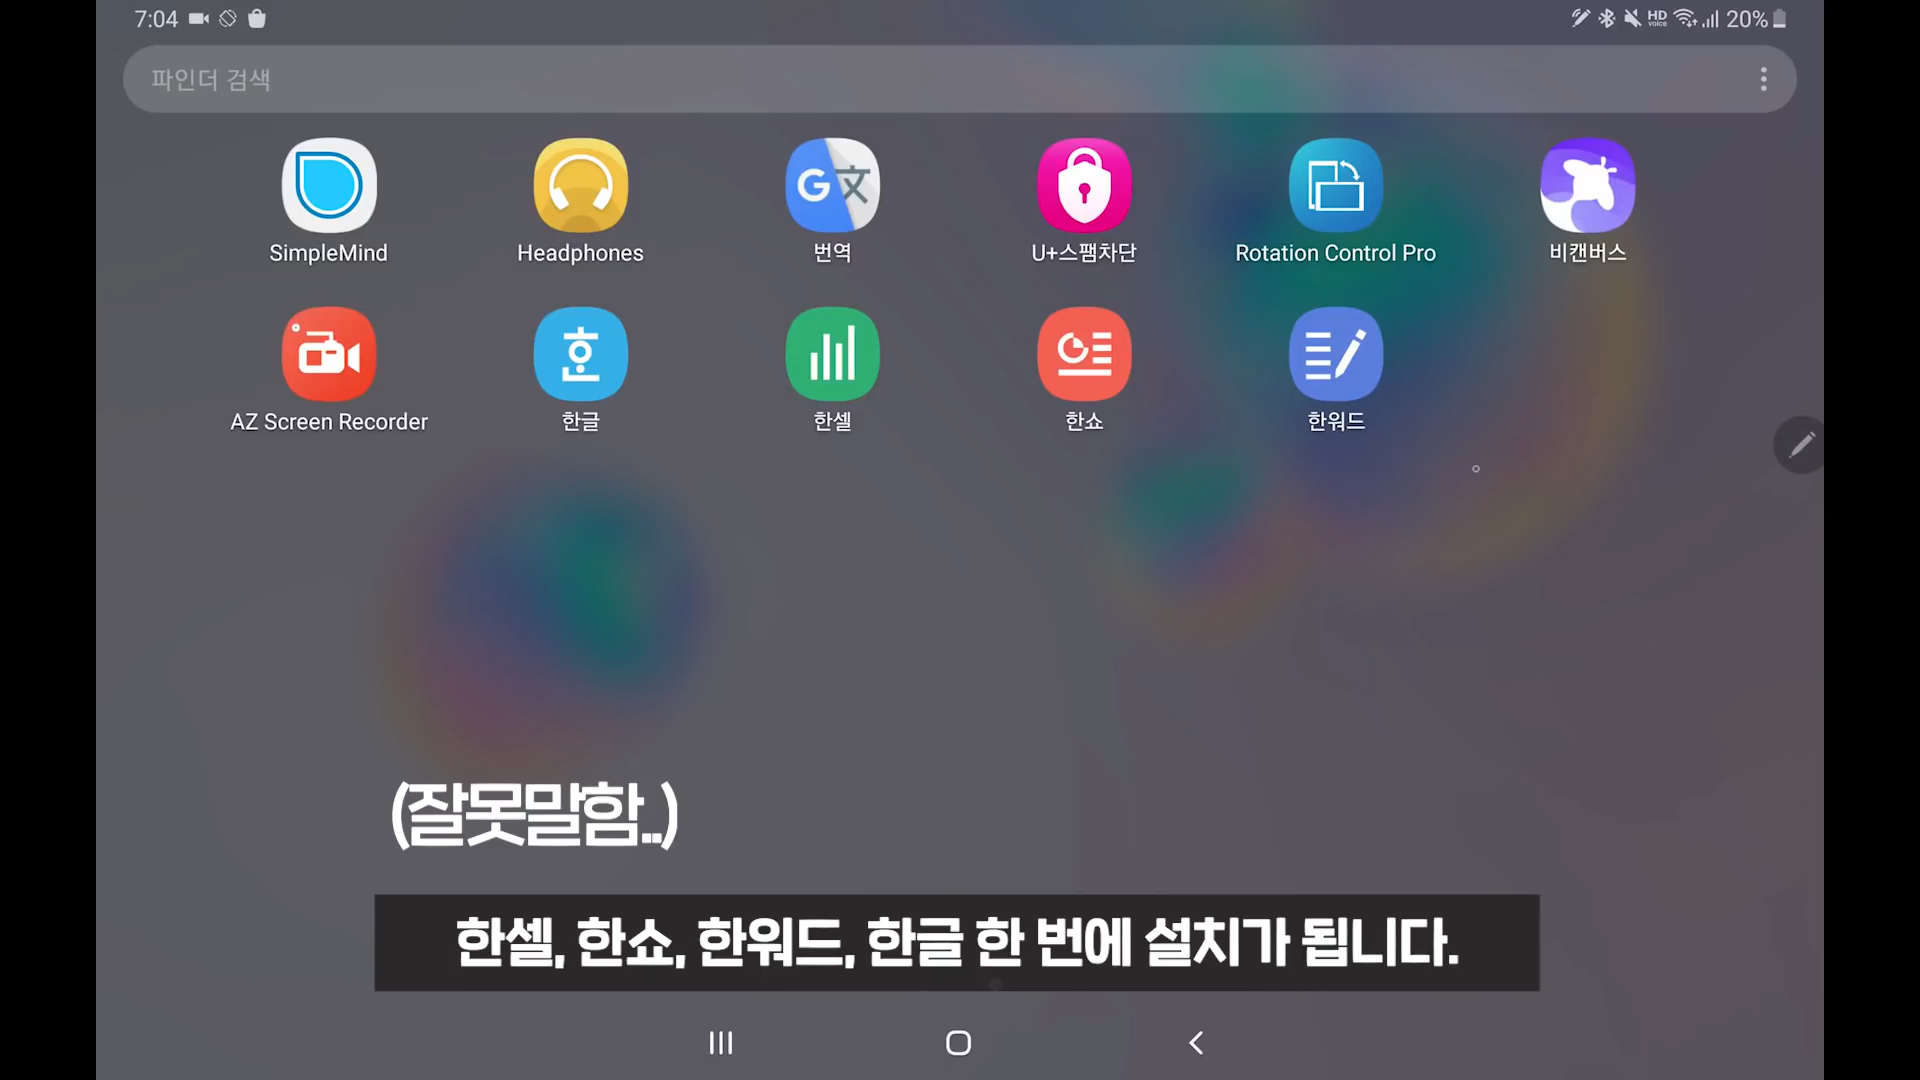 7:04
HD voice 20%
파인더 검색
SimpleMind
Headphones
번역
U+스팸차단
Rotation Control Pro
비캔버스
AZ Screen Recorder
한글
한셀
한쇼
한워드
(잘못말함..)
한셀, 한쇼, 한워드, 한글 한 번에 설치가 됩니다.